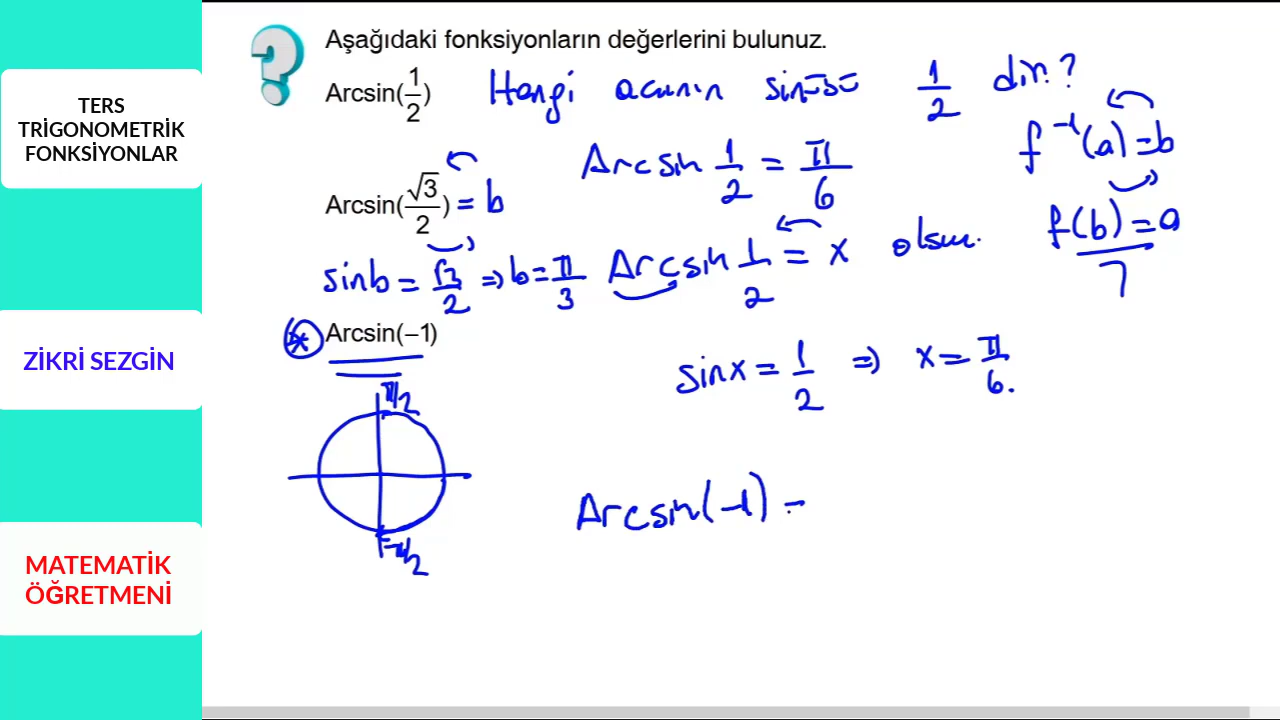 TERS
TRİGONOMETRİK
FONKSİYONLAR
ZİKRİ SEZGİN
MATEMATİK
ÖĞRETMENİ
Aşağıdaki fonksiyonların değerlerini bulunuz.
Arcsin(1/2) Hangi açının sinüsü 1/2 dir?
f⁻¹(a)=b
Arcsin 1/2 = π/6
Arcsin(√3/2) = b
f(b)=a
7
Arcsin 1/2 = x olsun.
sinb = √3/2 ⇒ b = π/3
Arcsin(−1)
sinx = 1/2 ⇒ x = π/6.
π/2
Arcsin(−1) =
−π/2